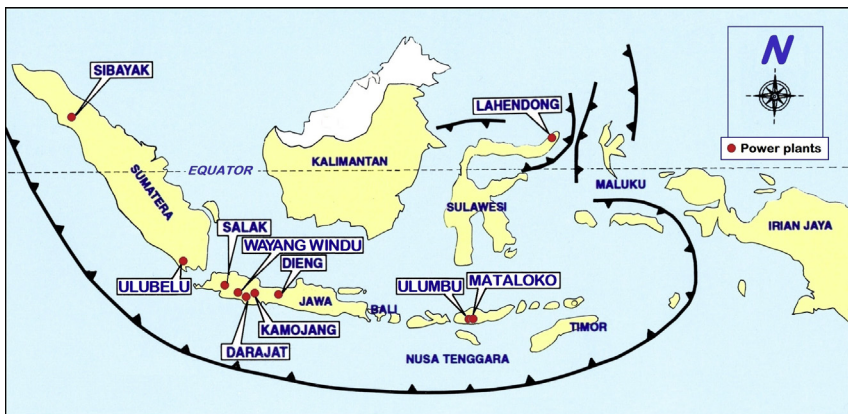 N
SIBAYAK
LAHENDONG
Power plants
KALIMANTAN
EQUATOR
MALUKU
SUMATERA
SULAWESI
IRIAN JAYA
SALAK
WAYANG WINDU
DIENG
ULUBELU
ULUMBU
MATALOKO
JAWA
BALI
KAMOJANG
TIMOR
DARAJAT
NUSA TENGGARA